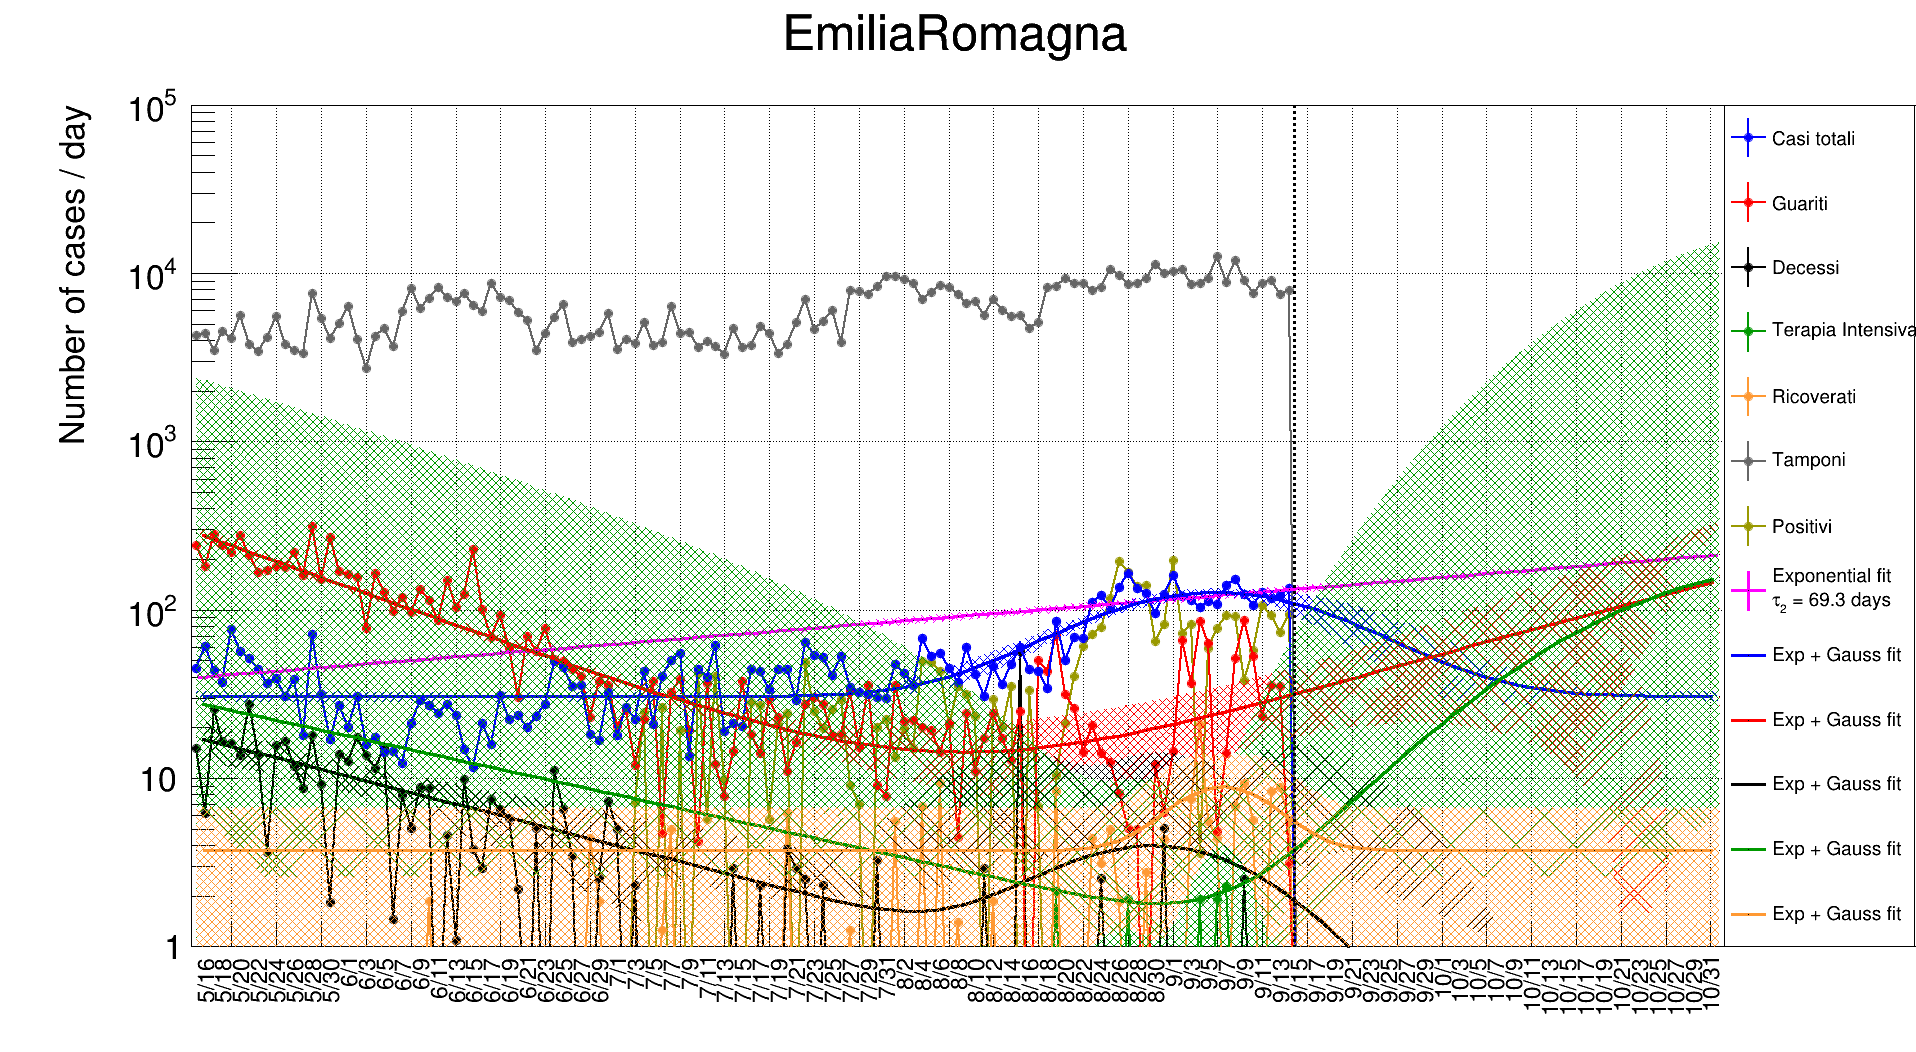 EmiliaRomagna
Number of cases / day
10^5
10^4
10^3
10^2
10
1
5/16 5/18 5/20 5/22 5/24 5/26 5/28 5/30 6/1 6/3 6/5 6/7 6/9 6/11 6/13 6/15 6/17 6/19 6/21 6/23 6/25 6/27 6/29 7/1 7/3 7/5 7/7 7/9 7/11 7/13 7/15 7/17 7/19 7/21 7/23 7/25 7/27 7/29 7/31 8/2 8/4 8/6 8/8 8/10 8/12 8/14 8/16 8/18 8/20 8/22 8/24 8/26 8/28 8/30 9/1 9/3 9/5 9/7 9/9 9/11 9/13 9/15 9/17 9/19 9/21 9/23 9/25 9/27 9/29 10/1 10/3 10/5 10/7 10/9 10/11 10/13 10/15 10/17 10/19 10/21 10/23 10/25 10/27 10/29 10/31
Casi totali
Guariti
Decessi
Terapia Intensiva
Ricoverati
Tamponi
Positivi
Exponential fit
τ₂ = 69.3 days
Exp + Gauss fit
Exp + Gauss fit
Exp + Gauss fit
Exp + Gauss fit
Exp + Gauss fit